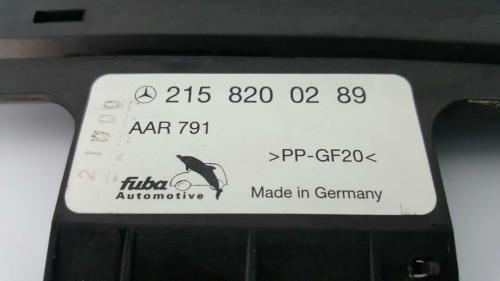 215 820 02 89
AAR 791
>PP-GF20<
fuba
Automotive
Made in Germany